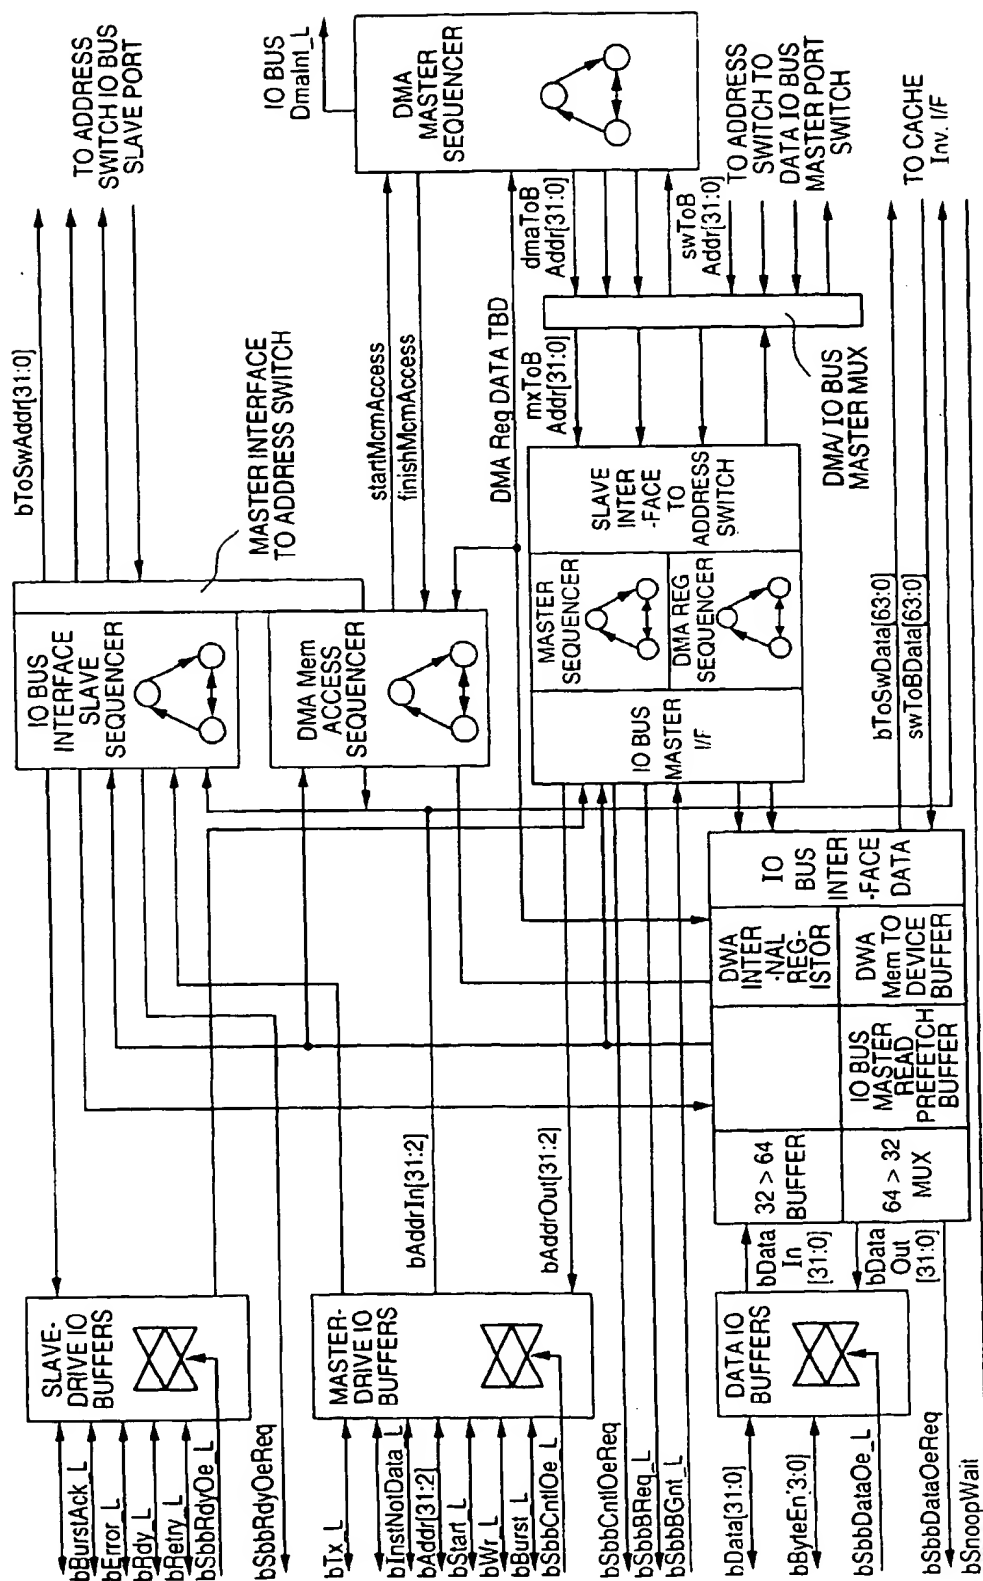 bBustAck_L
bError_L
bRdy_L
bRetny_L
bSbbRdyOe_L
bSbbRdyOeReq
SLAVE-
DRIVE IO
BUFFERS
IO BUS
INTERFACE
SLAVE
SEQUENCER
bToSwAddr[31:0]
MASTER INTERFACE
TO ADDRESS SWITCH
TO ADDRESS
SWITCH IO BUS
SLAVE PORT
bTx_L
bInstNotData_L
bAddr[31:2]
bStart_L
bWr_L
bBurst_L
bSbbCntlOe_L
bSbbCntlOeReq
bSbbBReq_L
bSbbBGnt_L
MASTER-
DRIVE IO
BUFFERS
bAddrIn[31:2]
bAddrOut[31:2]
DMA Mem
ACCESS
SEQUENCER
startMcmAccess
finishMcmAccess
DMA Reg DATA TBD
IO BUS
DmaInt_L
DMA
MASTER
SEQUENCER
IO BUS
MASTER
I/F
MASTER
SEQUENCER
DMA REG
SEQUENCER
SLAVE
INTER
-FACE
TO
ADDRESS
SWITCH
mxToB
Addr[31:0]
dmaToB
Addr[31:0]
swToB
Addr[31:0]
DMA/ IO BUS
MASTER MUX
TO ADDRESS
SWITCH TO
DATA IO BUS
MASTER PORT
SWITCH
bData[31:0]
bByteEn[3:0]
bSbbDataOe_L
bSbbDataOeReq
bSnoopWait
DATA IO
BUFFERS
bData
In
[31:0]
bData
Out
[31:0]
32 > 64
BUFFER
64 > 32
MUX
IO BUS
MASTER
READ
PREFETCH
BUFFER
DWA
INTER
-NAL
REG-
ISTOR
DWA
Mem TO
DEVICE
BUFFER
IO
BUS
INTER
-FACE
DATA
bToSwData[63:0]
swToBData[63:0]
TO CACHE
Inv. I/F